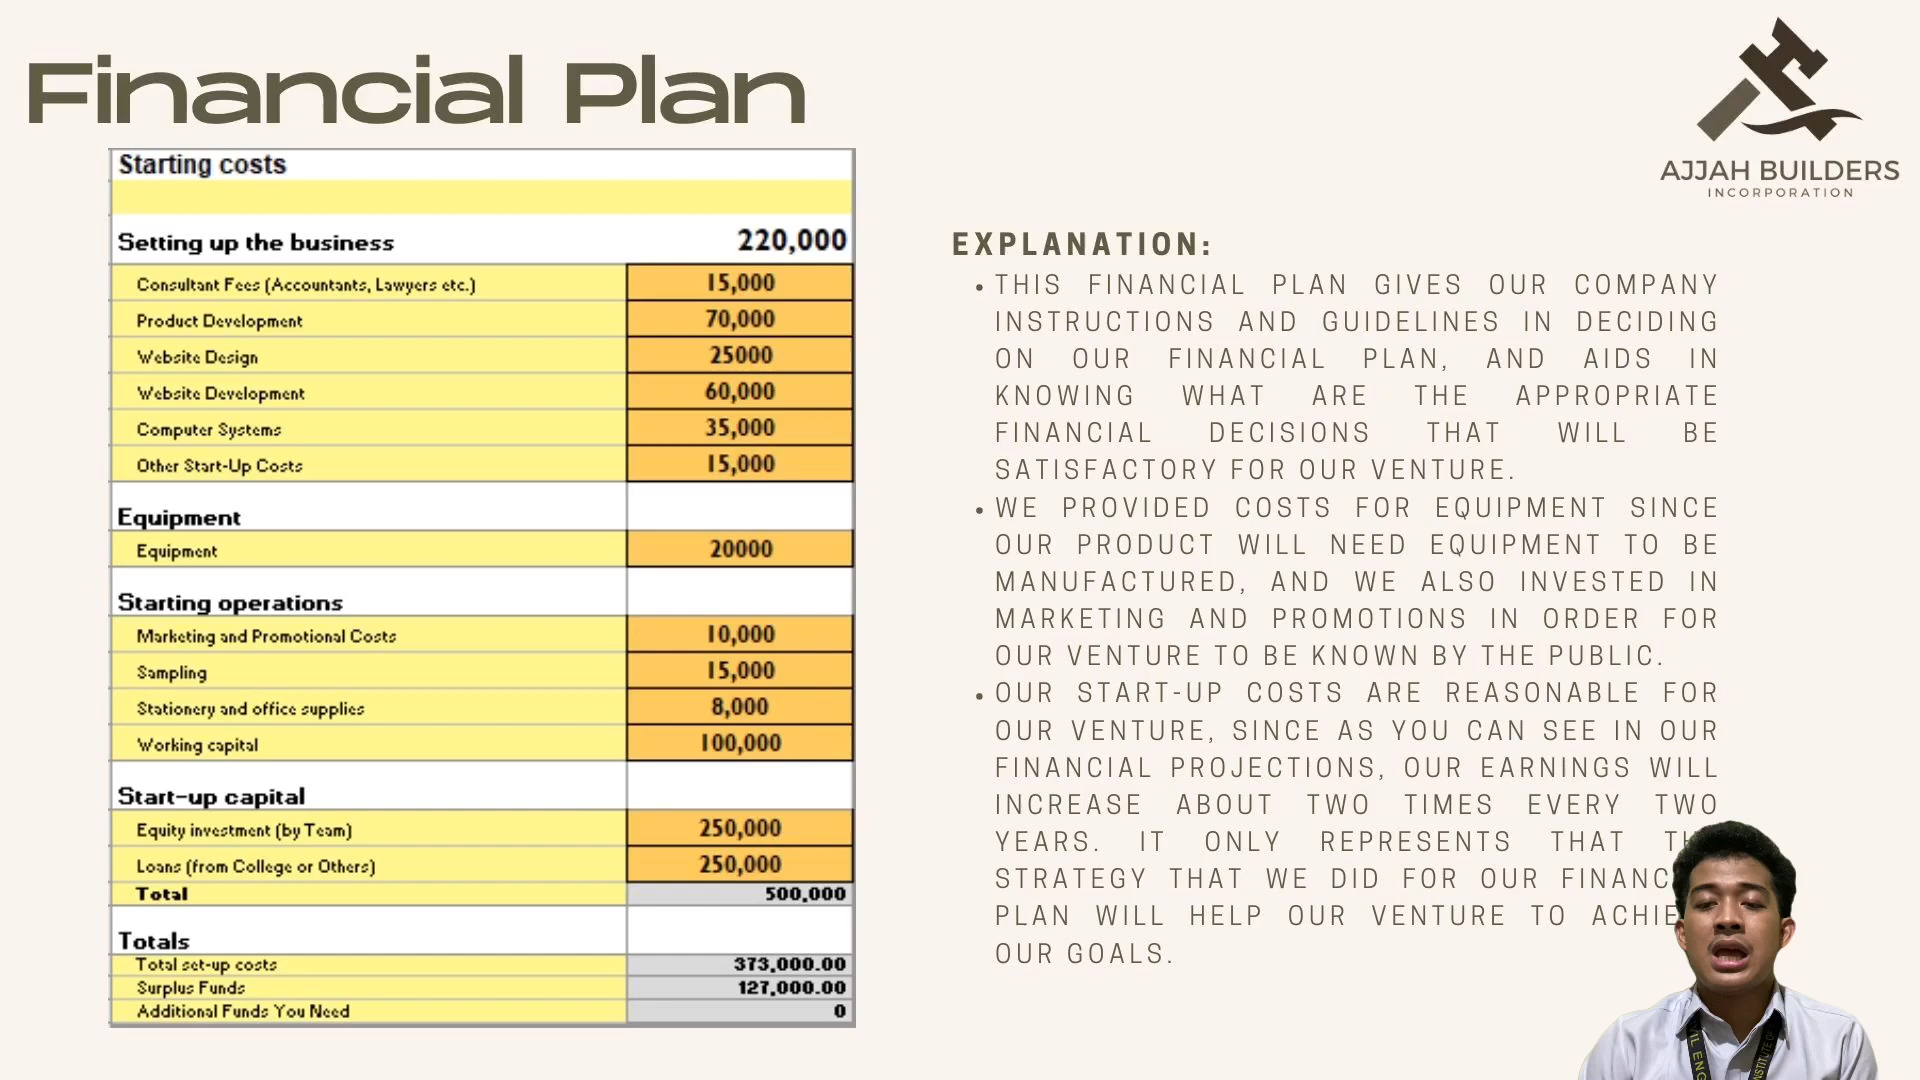 Financial Plan
AJJAH BUILDERS
INCORPORATION
Starting costs
Setting up the business 220,000
Consultant Fees (Accountants, Lawyers etc.) 15,000
Product Development 70,000
Website Design 25000
Website Development 60,000
Computer Systems 35,000
Other Start-Up Costs 15,000
Equipment
Equipment 20000
Starting operations
Marketing and Promotional Costs 10,000
Sampling 15,000
Stationery and office supplies 8,000
Working capital 100,000
Start-up capital
Equity investment (by Team) 250,000
Loans (from College or Others) 250,000
Total 500,000
Totals
Total set-up costs 373,000.00
Surplus Funds 127,000.00
Additional Funds You Need 0
EXPLANATION:
• THIS FINANCIAL PLAN GIVES OUR COMPANY
INSTRUCTIONS AND GUIDELINES IN DECIDING
ON OUR FINANCIAL PLAN, AND AIDS IN
KNOWING WHAT ARE THE APPROPRIATE
FINANCIAL DECISIONS THAT WILL BE
SATISFACTORY FOR OUR VENTURE.
• WE PROVIDED COSTS FOR EQUIPMENT SINCE
OUR PRODUCT WILL NEED EQUIPMENT TO BE
MANUFACTURED, AND WE ALSO INVESTED IN
MARKETING AND PROMOTIONS IN ORDER FOR
OUR VENTURE TO BE KNOWN BY THE PUBLIC.
• OUR START-UP COSTS ARE REASONABLE FOR
OUR VENTURE, SINCE AS YOU CAN SEE IN OUR
FINANCIAL PROJECTIONS, OUR EARNINGS WILL
INCREASE ABOUT TWO TIMES EVERY TWO
YEARS. IT ONLY REPRESENTS THAT
STRATEGY THAT WE DID FOR OUR
PLAN WILL HELP OUR VENTURE TO
OUR GOALS.